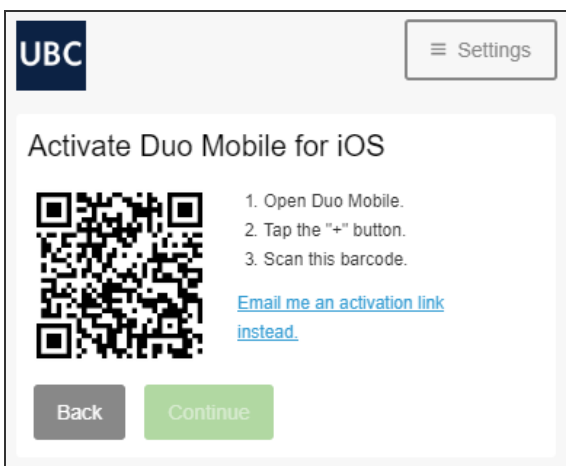 UBC
≡ Settings
Activate Duo Mobile for iOS
1. Open Duo Mobile.
2. Tap the "+" button.
3. Scan this barcode.
Email me an activation link
instead.
Back
Continue